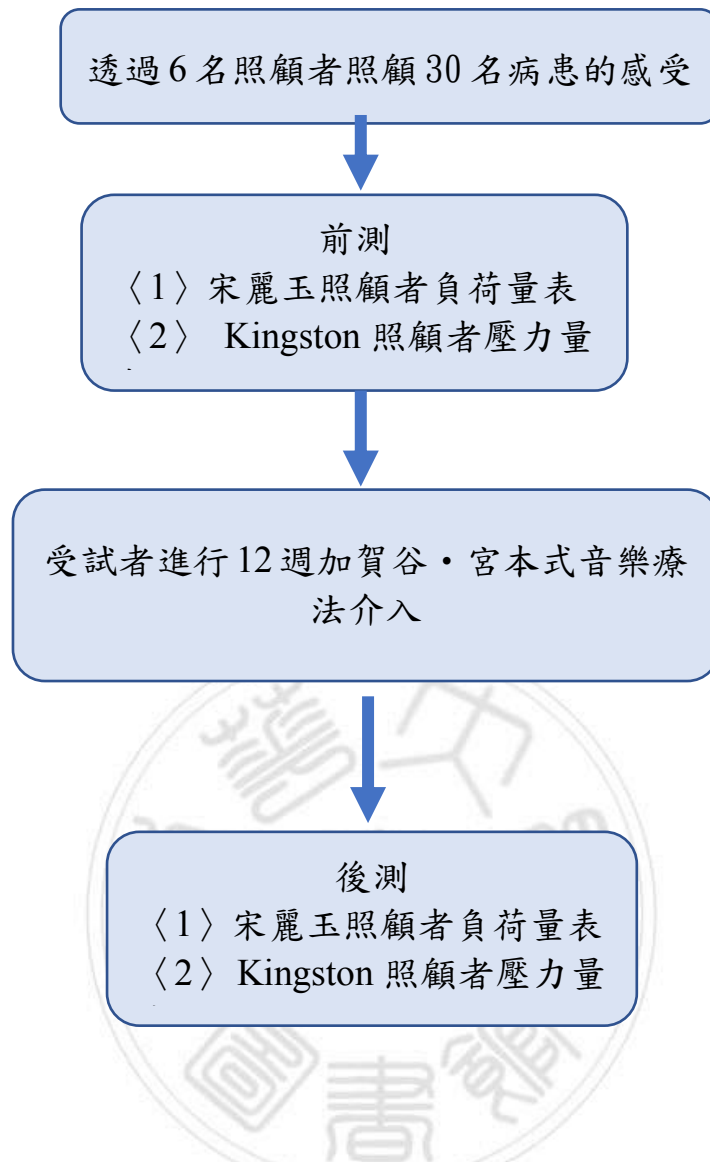 透過6名照顧者照顧30名病患的感受
前測
〈1〉宋麗玉照顧者負荷量表
〈2〉 Kingston 照顧者壓力量
受試者進行12週加賀谷・宮本式音樂療
法介入
後測
〈1〉宋麗玉照顧者負荷量表
〈2〉Kingston 照顧者壓力量
書